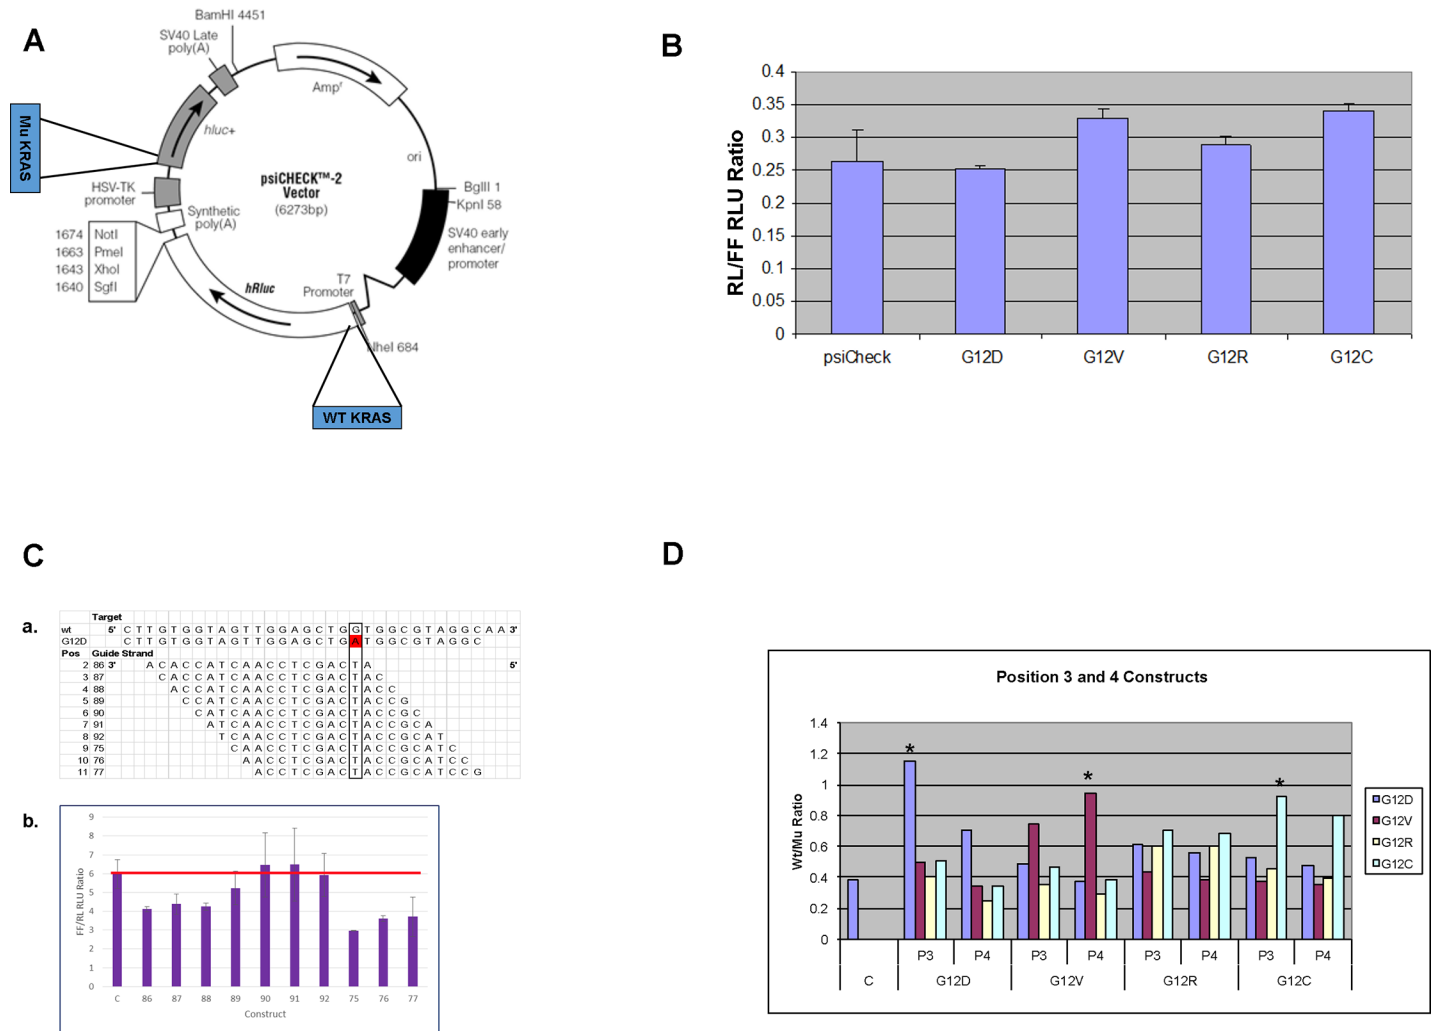 A
BamHI 4451
SV40 Late
poly(A)
Ampʳ
hluc+
Mu KRAS
ori
psiCHECK™-2
Vector
(6273bp)
BglII 1
KpnI 58
HSV-TK
promoter
Synthetic
poly(A)
SV40 early
enhancer/
promoter
1674 NotI
1663 PmeI
1643 XhoI
1640 SgfI
T7
Promoter
hRluc
NheI 684
WT KRAS
B
RL/FF RLU Ratio
0.4
0.35
0.3
0.25
0.2
0.15
0.1
0.05
0
psiCheck G12D G12V G12R G12C
C
a.
Target
wt 5' C T T G T G G T A G T T G G A G C T G G T G G C G T A G G C A A 3'
G12D C T T G T G G T A G T T G G A G C T G A T G G C G T A G G C
Pos Guide Strand
2 86 3' A C A C C A T C A A C C T C G A C T A 5'
3 87 C A C C A T C A A C C T C G A C T A C
4 88 A C C A T C A A C C T C G A C T A C C
5 89 C C A T C A A C C T C G A C T A C C G
6 90 C A T C A A C C T C G A C T A C C G C
7 91 A T C A A C C T C G A C T A C C G C A
8 92 T C A A C C T C G A C T A C C G C A T
9 75 C A A C C T C G A C T A C C G C A T C
10 76 A A C C T C G A C T A C C G C A T C C
11 77 A C C T C G A C T A C C G C A T C C G
b.
FF/RL RLU Ratio
9
8
7
6
5
4
3
2
1
0
C 86 87 88 89 90 91 92 75 76 77
Construct
D
Position 3 and 4 Constructs
Wt/Mu Ratio
1.4
1.2
1
0.8
0.6
0.4
0.2
0
* * *
G12D
G12V
G12R
G12C
P3 P4 P3 P4 P3 P4 P3 P4
C G12D G12V G12R G12C